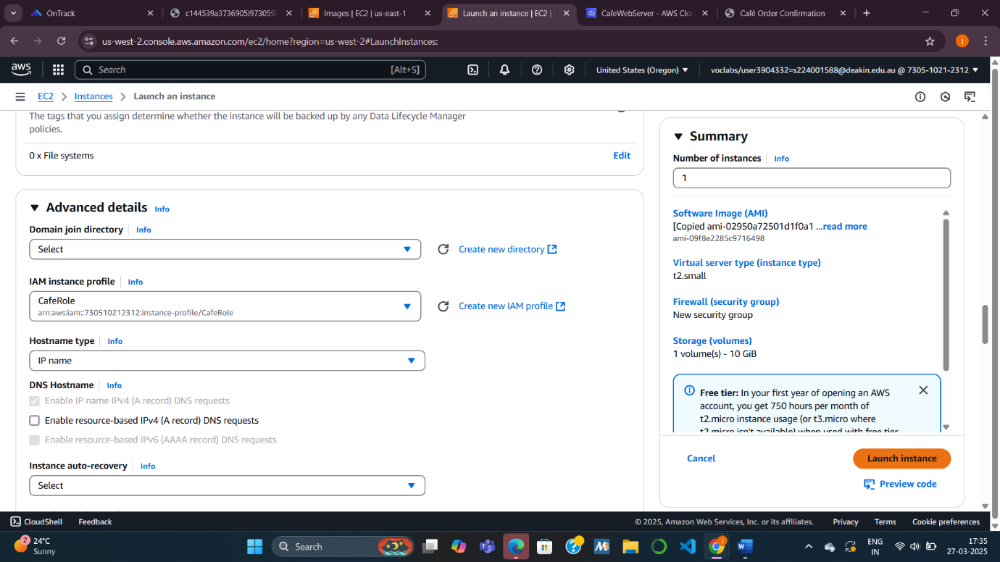 OnTrack
c144539a3736905l9730597
Images | EC2 | us-east-1
Launch an instance | EC2 |
CafeWebServer - AWS Clou
Café Order Confirmation
us-west-2.console.aws.amazon.com/ec2/home?region=us-west-2#LaunchInstances:
j
aws
Search
[Alt+S]
United States (Oregon)
voclabs/user3904332=s224001588@deakin.edu.au @ 7305-1021-2312
EC2
Instances
Launch an instance
The tags that you assign determine whether the instance will be backed up by any Data Lifecycle Manager
policies.
0 x File systems
Edit
Advanced details Info
Domain join directory Info
Select
Create new directory
IAM instance profile Info
CafeRole
arn:aws:iam::730510212312:instance-profile/CafeRole
Create new IAM profile
Hostname type Info
IP name
DNS Hostname Info
Enable IP name IPv4 (A record) DNS requests
Enable resource-based IPv4 (A record) DNS requests
Enable resource-based IPv6 (AAAA record) DNS requests
Instance auto-recovery Info
Select
Summary
Number of instances Info
1
Software Image (AMI)
[Copied ami-02950a72501d1f0a1 ...read more
ami-09f8e2285c9716498
Virtual server type (instance type)
t2.small
Firewall (security group)
New security group
Storage (volumes)
1 volume(s) - 10 GiB
Free tier: In your first year of opening an AWS
account, you get 750 hours per month of
t2.micro instance usage (or t3.micro where
t2.micro isn't available) when used with free tier
Cancel
Launch instance
Preview code
CloudShell
Feedback
© 2025, Amazon Web Services, Inc. or its affiliates.
Privacy
Terms
Cookie preferences
2
24°C
Sunny
Search
ENG
IN
17:35
27-03-2025